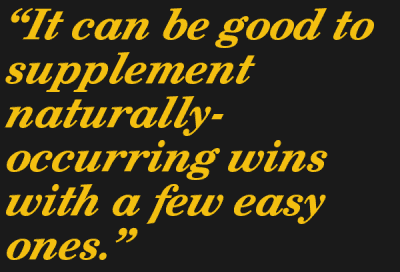 “It can be good to
supplement
naturally-
occurring wins
with a few easy
ones.”